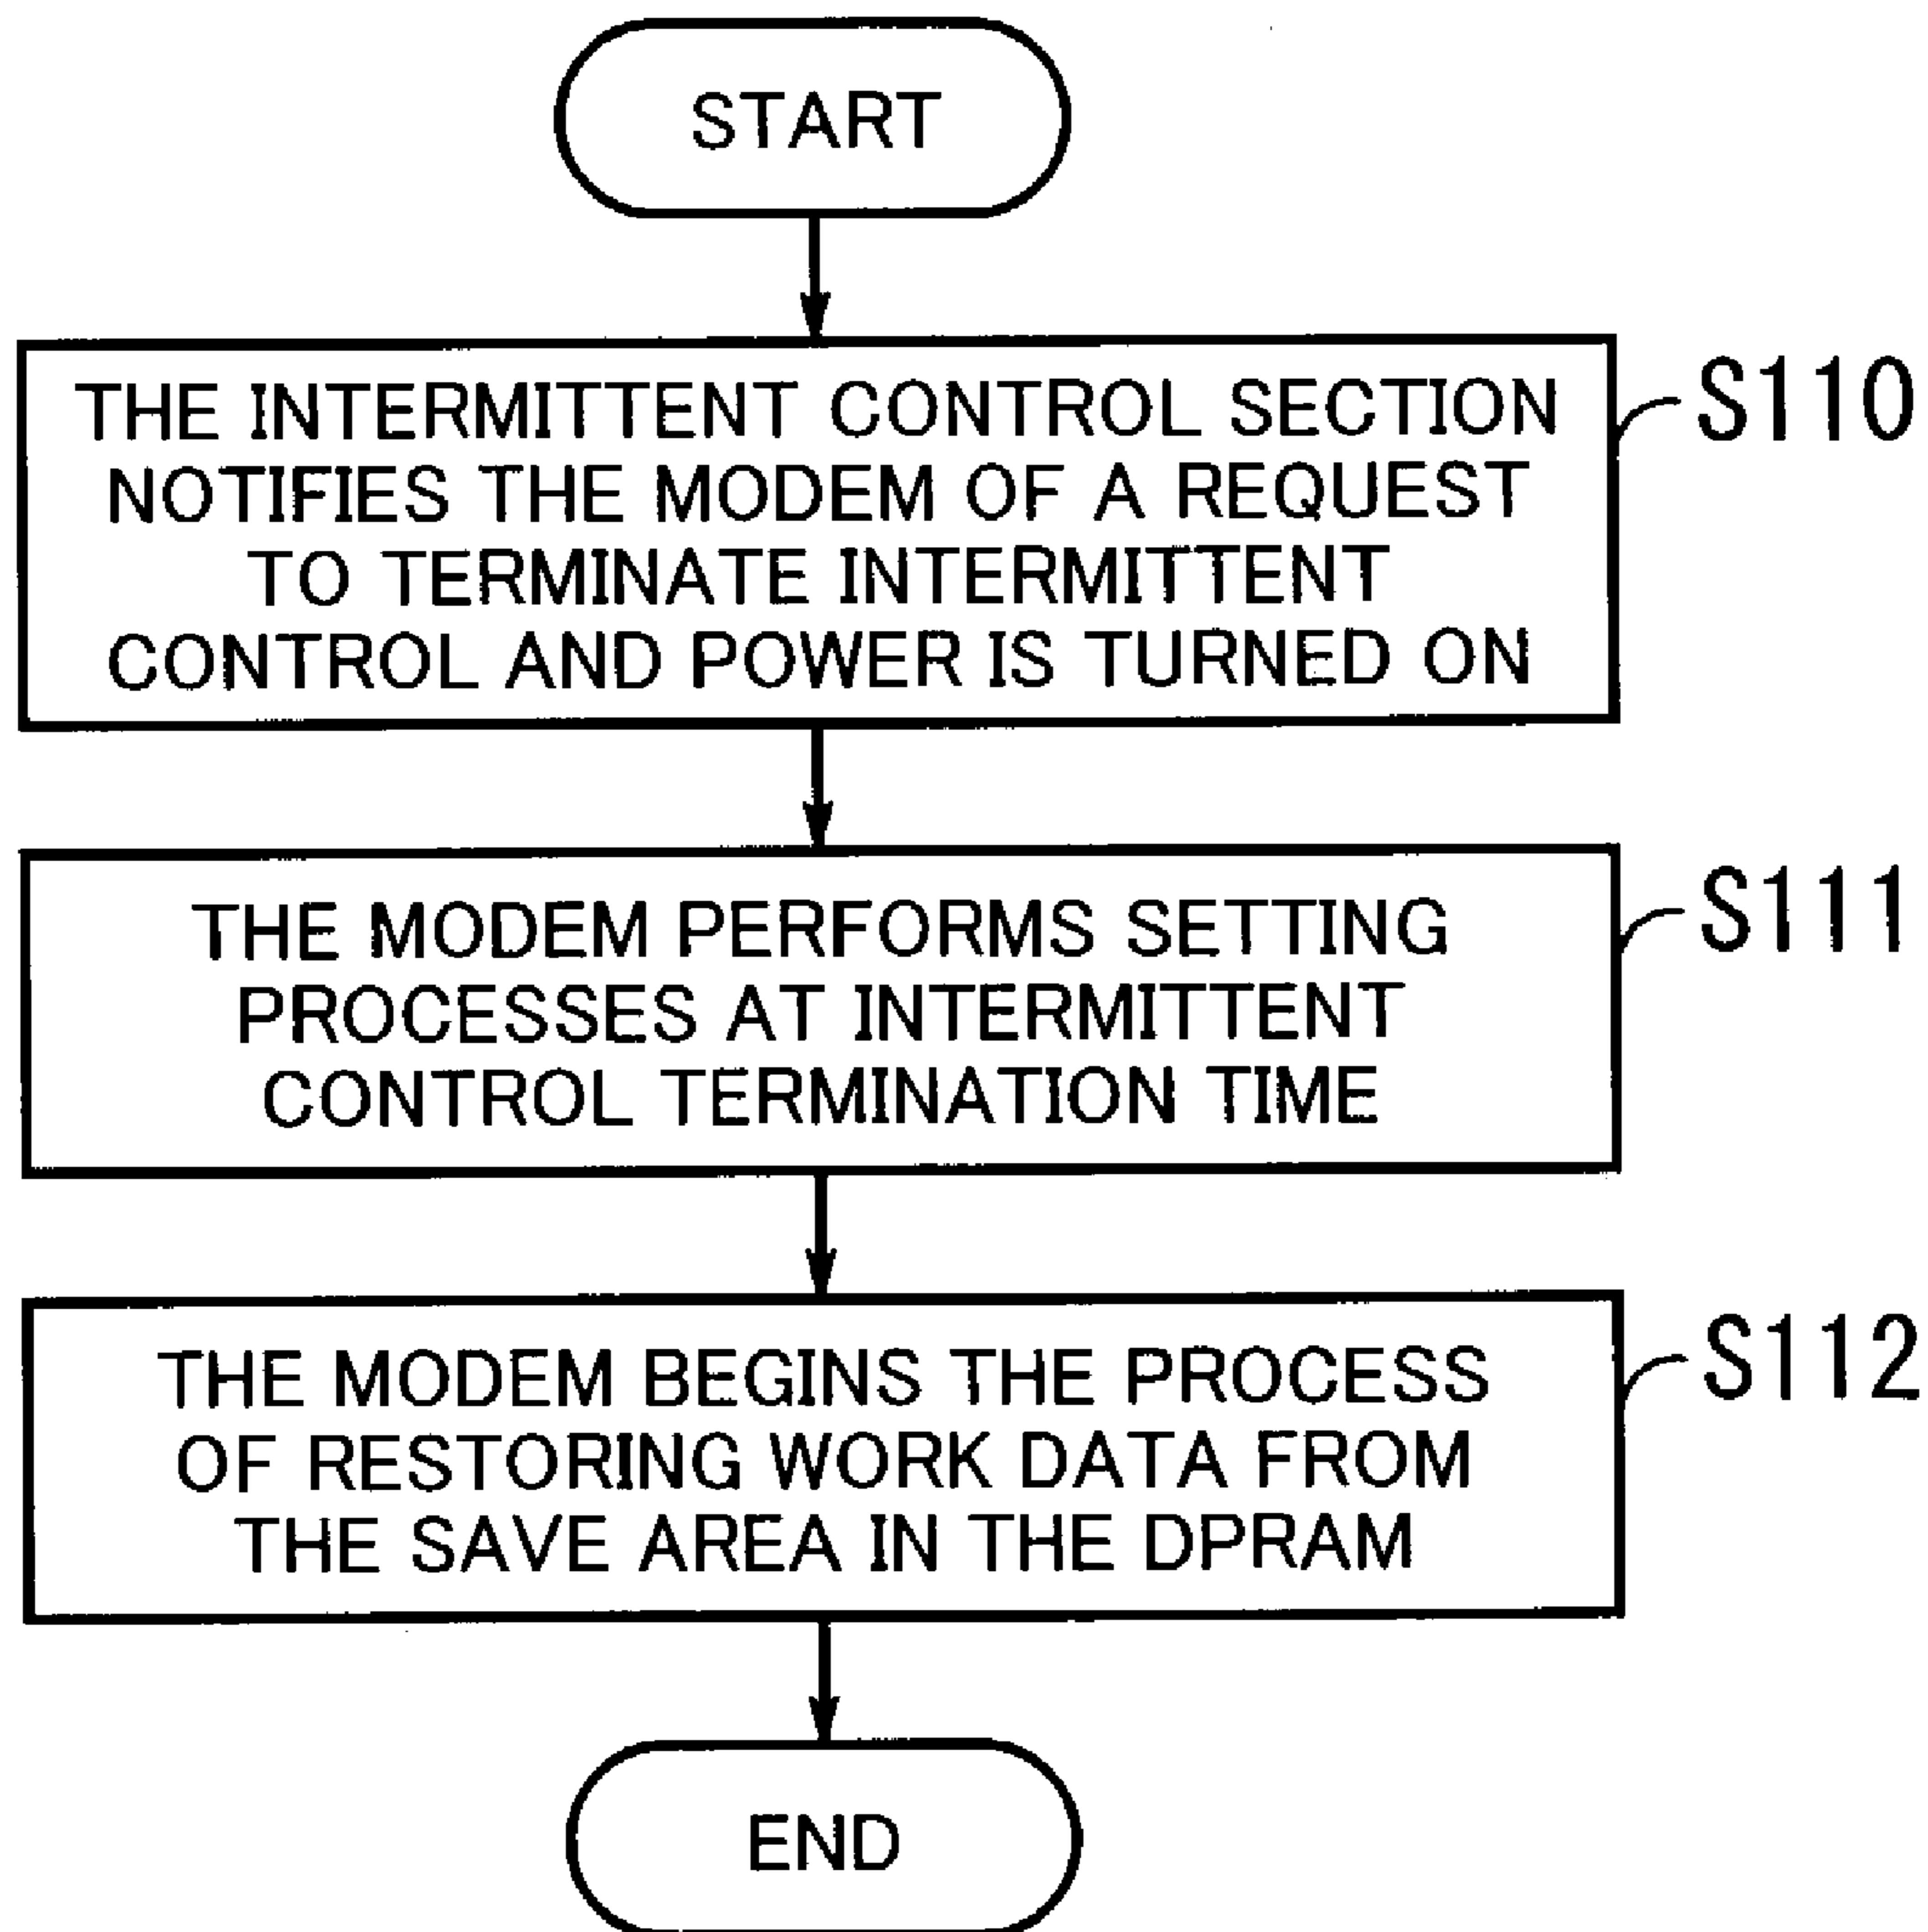 START
THE INTERMITTENT CONTROL SECTION
NOTIFIES THE MODEM OF A REQUEST
TO TERMINATE INTERMITTENT
CONTROL AND POWER IS TURNED ON
S110
THE MODEM PERFORMS SETTING
PROCESSES AT INTERMITTENT
CONTROL TERMINATION TIME
S111
THE MODEM BEGINS THE PROCESS
OF RESTORING WORK DATA FROM
THE SAVE AREA IN THE DPRAM
S112
END